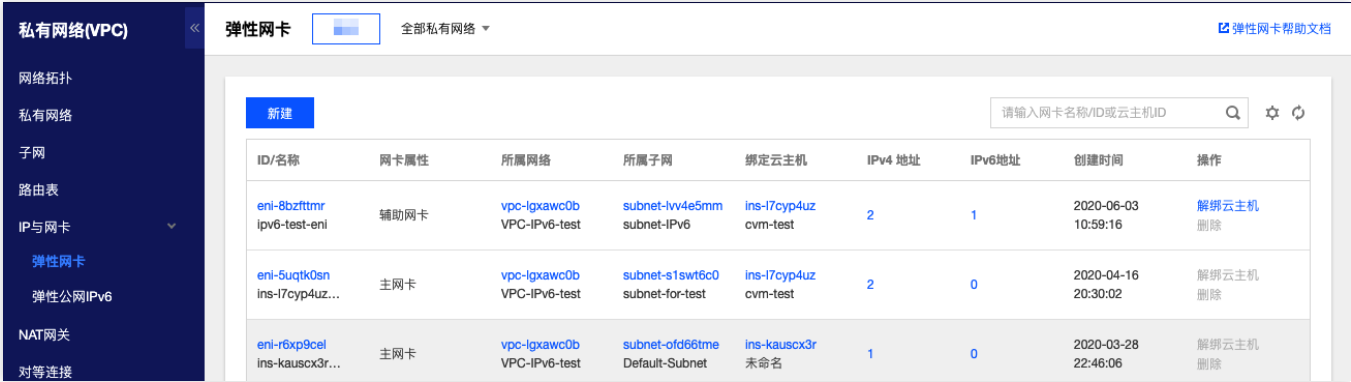 私有网络(VPC)
弹性网卡
全部私有网络
弹性网卡帮助文档
网络拓扑
私有网络
子网
路由表
IP与网卡
弹性网卡
弹性公网IPv6
NAT网关
对等连接
新建
请输入网卡名称/ID或云主机ID
ID/名称 网卡属性 所属网络 所属子网 绑定云主机 IPv4 地址 IPv6地址 创建时间 操作
eni-8bzfttmr vpc-lgxawc0b subnet-lvv4e5mm ins-l7cyp4uz 2020-06-03 解绑云主机
辅助网卡 2 1
ipv6-test-eni VPC-IPv6-test subnet-IPv6 cvm-test 10:59:16 删除
eni-5uqtk0sn vpc-lgxawc0b subnet-s1swt6c0 ins-l7cyp4uz 2020-04-16 解绑云主机
主网卡 2 0
ins-l7cyp4uz... VPC-IPv6-test subnet-for-test cvm-test 20:30:02 删除
eni-r6xp9cel vpc-lgxawc0b subnet-ofd66tme ins-kauscx3r 2020-03-28 解绑云主机
主网卡 1 0
ins-kauscx3r... VPC-IPv6-test Default-Subnet 未命名 22:46:06 删除